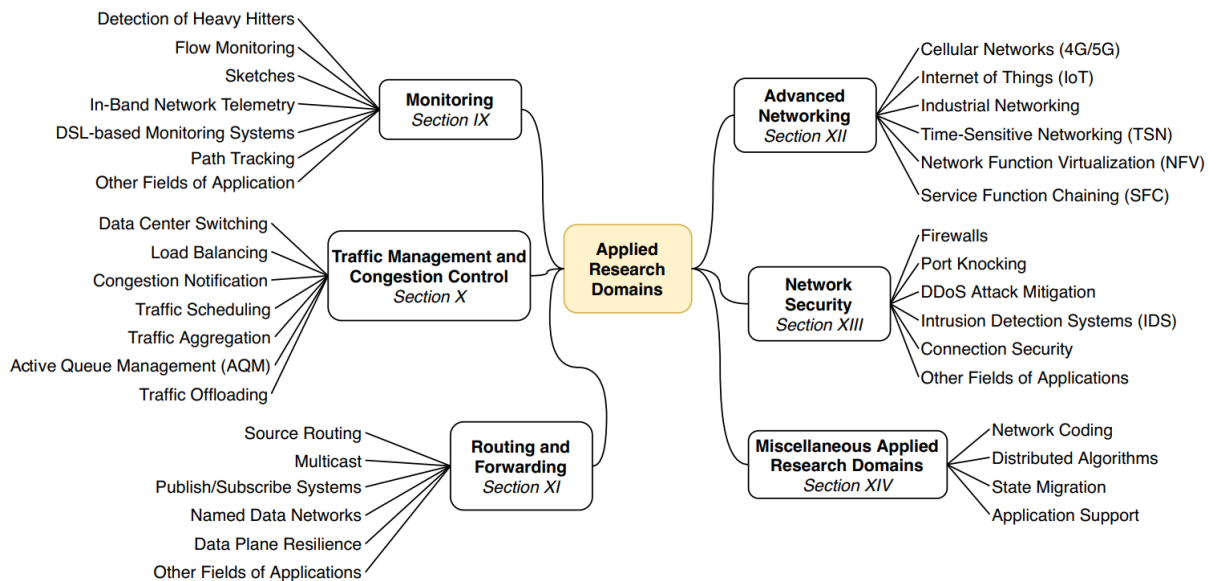 Detection of Heavy Hitters
Flow Monitoring
Sketches
In-Band Network Telemetry
DSL-based Monitoring Systems
Path Tracking
Other Fields of Application
Monitoring
Section IX
Data Center Switching
Load Balancing
Congestion Notification
Traffic Scheduling
Traffic Aggregation
Active Queue Management (AQM)
Traffic Offloading
Traffic Management and
Congestion Control
Section X
Source Routing
Multicast
Publish/Subscribe Systems
Named Data Networks
Data Plane Resilience
Other Fields of Applications
Routing and
Forwarding
Section XI
Applied
Research
Domains
Advanced
Networking
Section XII
Cellular Networks (4G/5G)
Internet of Things (IoT)
Industrial Networking
Time-Sensitive Networking (TSN)
Network Function Virtualization (NFV)
Service Function Chaining (SFC)
Network
Security
Section XIII
Firewalls
Port Knocking
DDoS Attack Mitigation
Intrusion Detection Systems (IDS)
Connection Security
Other Fields of Applications
Miscellaneous Applied
Research Domains
Section XIV
Network Coding
Distributed Algorithms
State Migration
Application Support